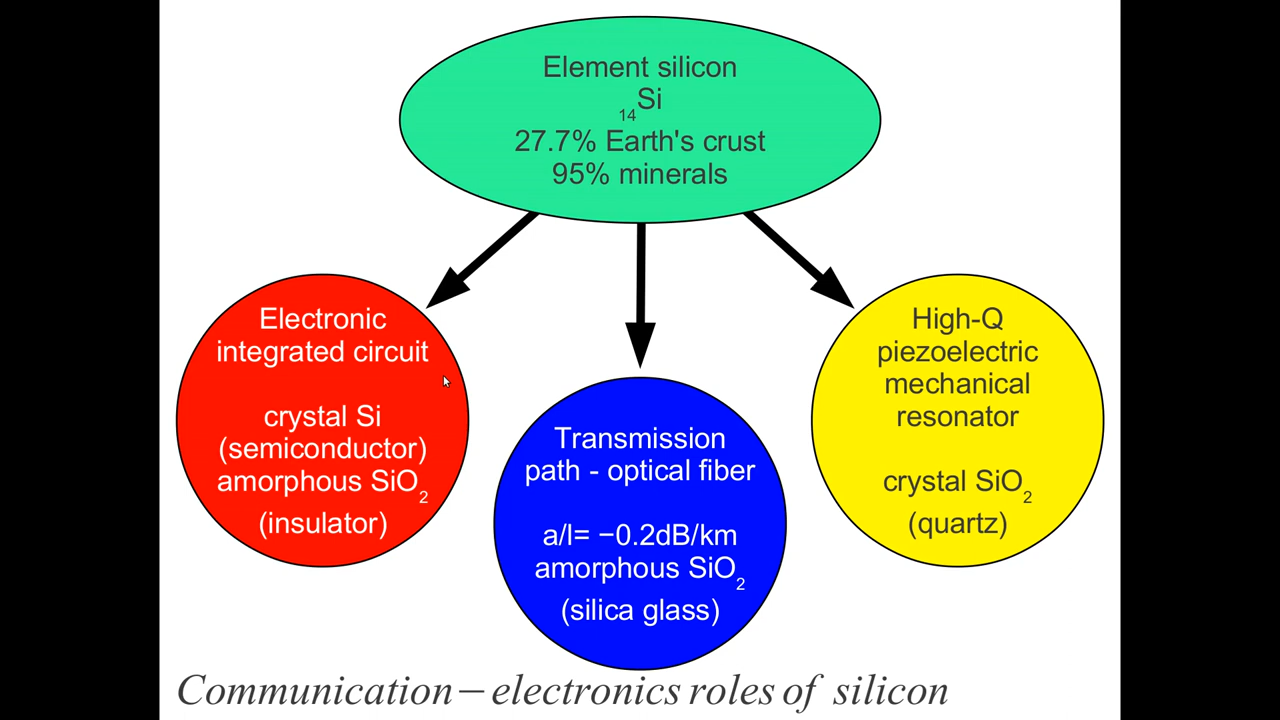 Element silicon
₁₄Si
27.7% Earth's crust
95% minerals
Electronic
integrated circuit
crystal Si
(semiconductor)
amorphous SiO₂
(insulator)
Transmission
path - optical fiber
a/l= −0.2dB/km
amorphous SiO₂
(silica glass)
High-Q
piezoelectric
mechanical
resonator
crystal SiO₂
(quartz)
Communication − electronics roles of silicon